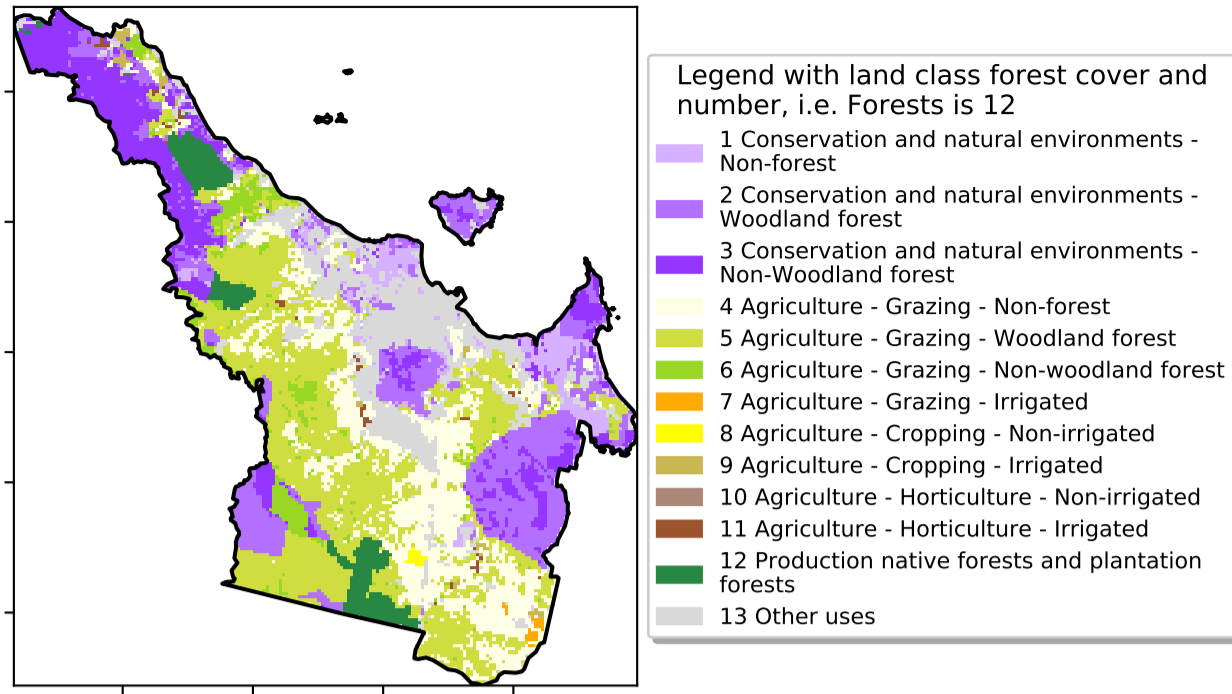 Legend with land class forest cover and
number, i.e. Forests is 12
1 Conservation and natural environments -
Non-forest
2 Conservation and natural environments -
Woodland forest
3 Conservation and natural environments -
Non-Woodland forest
4 Agriculture - Grazing - Non-forest
5 Agriculture - Grazing - Woodland forest
6 Agriculture - Grazing - Non-woodland forest
7 Agriculture - Grazing - Irrigated
8 Agriculture - Cropping - Non-irrigated
9 Agriculture - Cropping - Irrigated
10 Agriculture - Horticulture - Non-irrigated
11 Agriculture - Horticulture - Irrigated
12 Production native forests and plantation
forests
13 Other uses